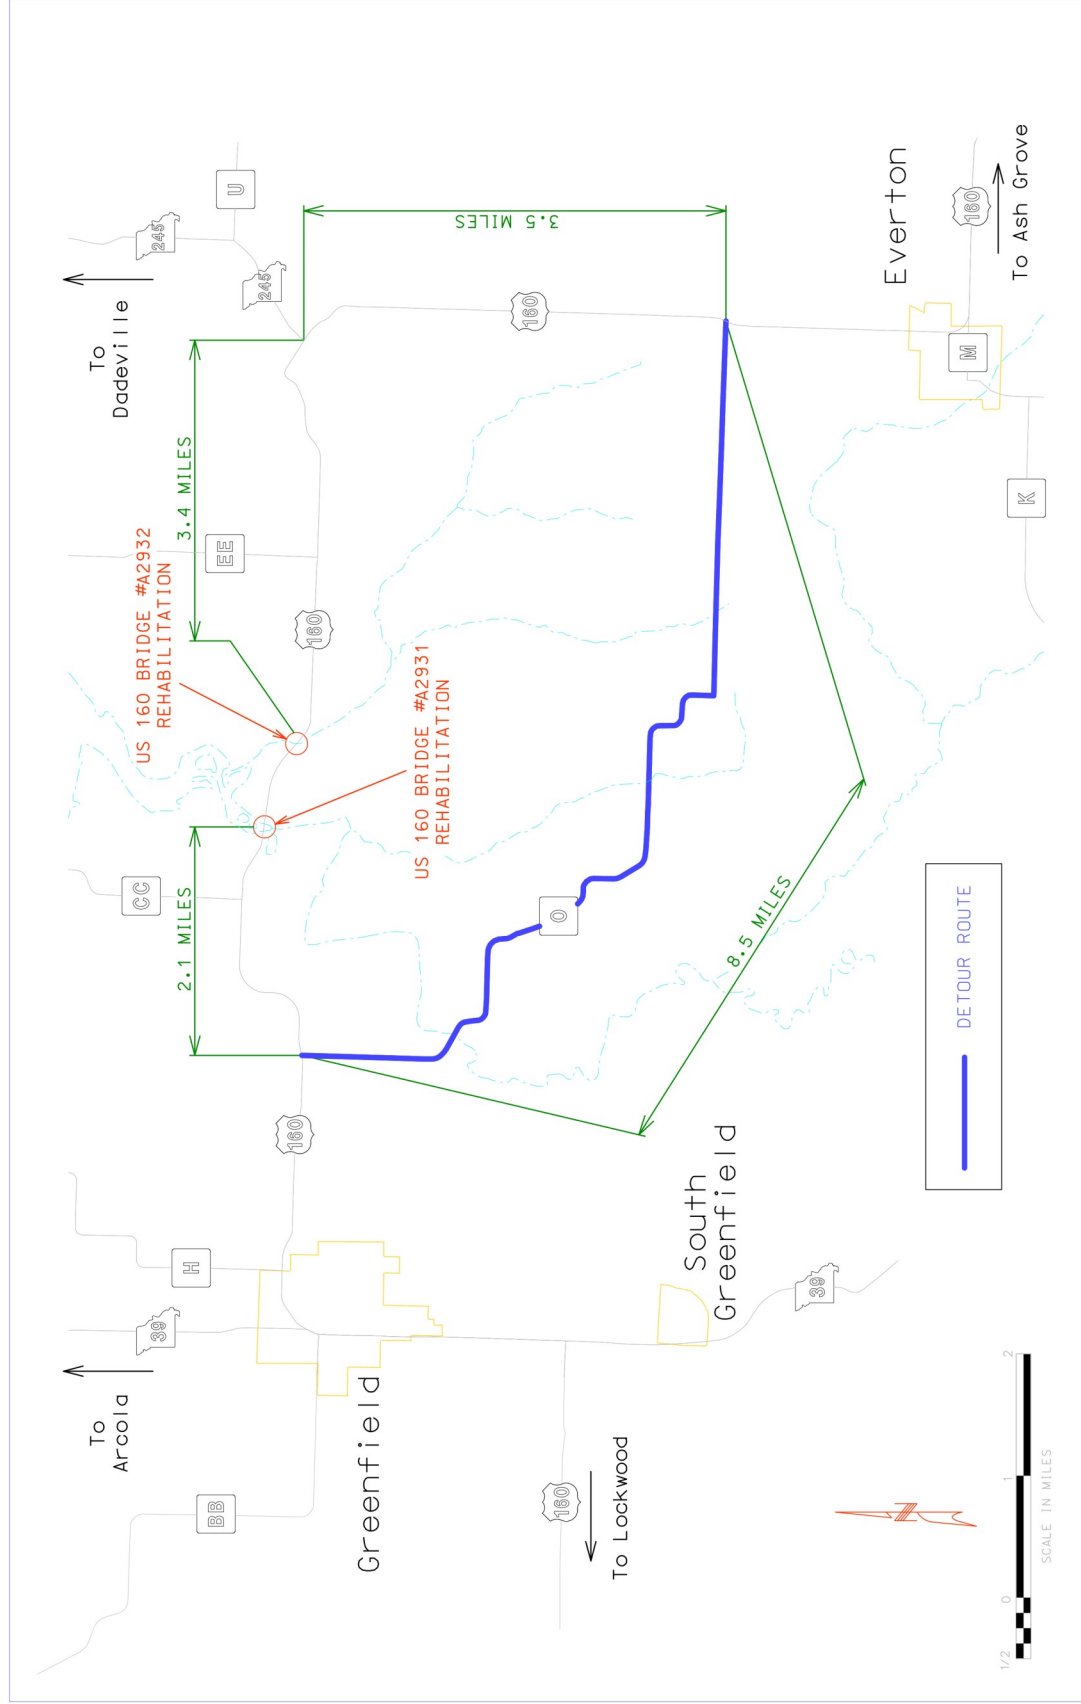 To
Arcola
To
Dadeville
BB
39
H
CC
EE
245
245
U
2.1 MILES
3.4 MILES
US 160 BRIDGE #A2932
REHABILITATION
160
160
160
US 160 BRIDGE #A2931
REHABILITATION
3.5 MILES
Greenfield
O
160
To Lockwood
South
Greenfield
8.5 MILES
39
Everton
160
To Ash Grove
M
K
DETOUR ROUTE
N
1/2
0
1
2
SCALE IN MILES